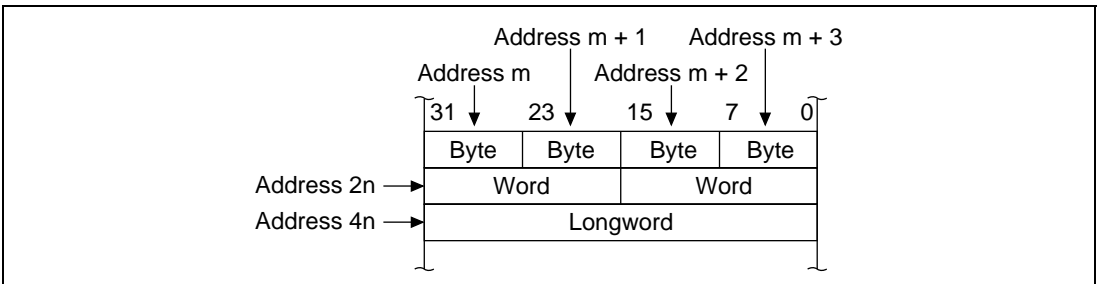 Address m + 1 Address m + 3
Address m Address m + 2
31 23 15 7 0
Byte Byte Byte Byte
Address 2n Word Word
Address 4n Longword